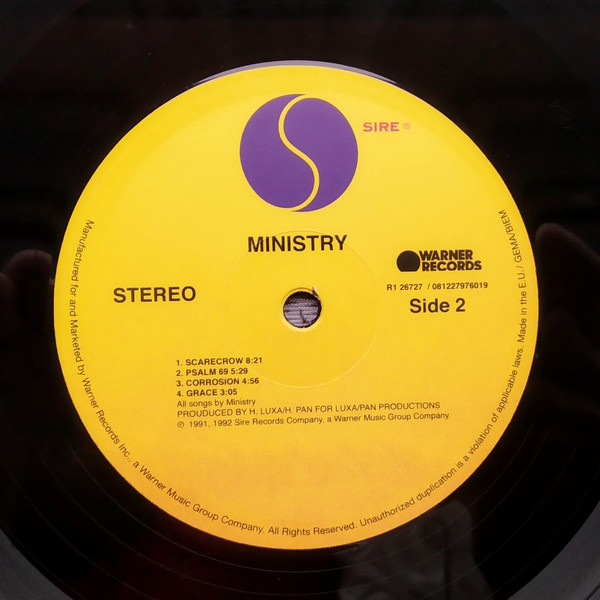 SIRE ®
MINISTRY
WARNER
RECORDS
R1 26727 / 081227976019
STEREO
Side 2
1. SCARECROW 8:21
2. PSALM 69 5:29
3. CORROSION 4:56
4. GRACE 3:05
All songs by Ministry
PROUDUCED BY H. LUXA/H. PAN FOR LUXA/PAN PRODUCTIONS
℗ 1991, 1992 Sire Records Company, a Warner Music Group Company.
Manufactured for and Marketed by Warner Records Inc., a Warner Music Group Company. All Rights Reserved. Unauthorized duplication is a violation of applicable laws. Made in the E.U./ GEMA/BIEM